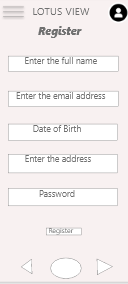 LOTUS VIEW
Register
Enter the full name
Enter the email address
Date of Birth
Enter the address
Password
Register